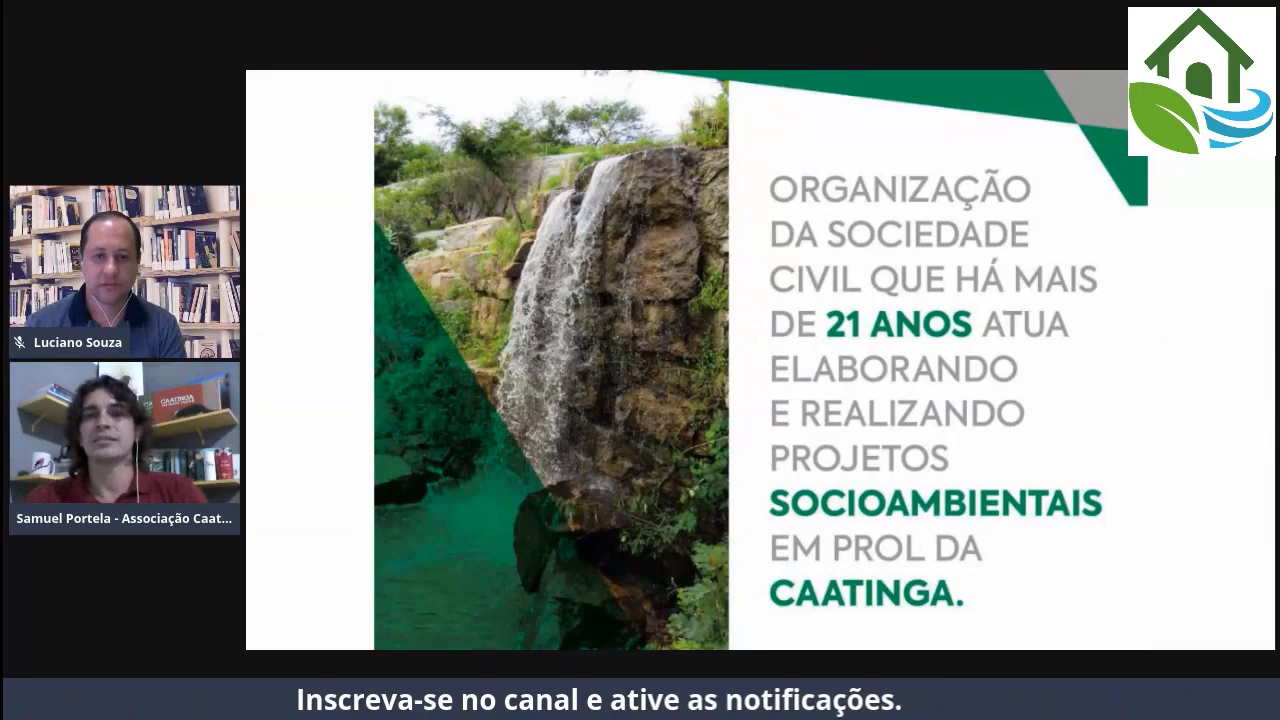 ORGANIZAÇÃO
DA SOCIEDADE
CIVIL QUE HÁ MAIS
DE 21 ANOS ATUA
ELABORANDO
E REALIZANDO
PROJETOS
SOCIOAMBIENTAIS
EM PROL DA
CAATINGA.
Luciano Souza
CAATINGA
Samuel Portela - Associação Caat...
Inscreva-se no canal e ative as notificações.